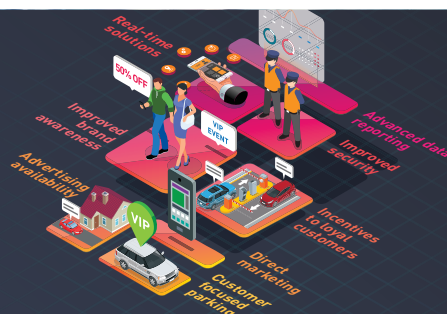 Real-time
solutions
50% OFF
Improved
brand
awareness
VIP
EVENT
Advanced data
reporting
Improved
security
Advertising
availability
VIP
Incentives
to loyal
customers
Direct
marketing
Customer
focused
parking